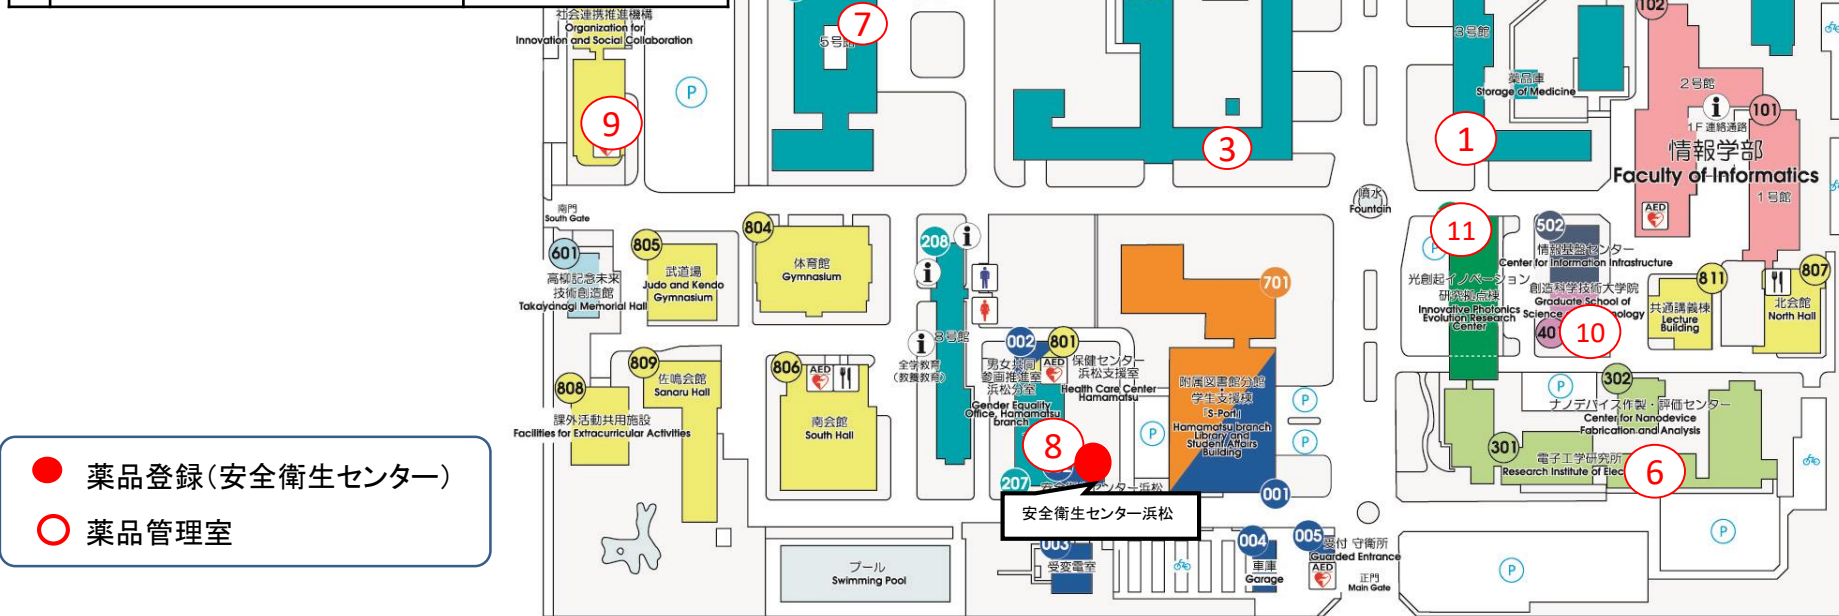 社会連携推進機構
Organization for
Innovation and Social Collaboration
9
P
5号館
7
3
3号館
薬品庫
Storage of Medicine
1
102
2号館
i
101
1F 連絡通路
情報学部
Faculty of Informatics
1号館
AED
南門
South Gate
601
高柳記念未来
技術創造館
Takayanagi Memorial Hall
805
武道場
Judo and Kendo
Gymnasium
804
体育館
Gymnasium
208
i
i
i
8号館
全学教育
(教養教育)
噴水
Fountain
701
11
P
光創起イノベーション
研究拠点棟
Innovative Photonics
Evolution Research
Center
502
情報基盤センター
Center for Information Infrastructure
創造科学技術大学院
Graduate School of
10
811
共通講義棟
Lecture
Building
807
北会館
North Hall
808
課外活動共用施設
Facilities for Extracurricular Activities
809
佐鳴会館
Sanaru Hall
806
AED
南会館
South Hall
002
男女共同
参画推進室
浜松分室
Gender Equality
Office, Hamamatsu
branch
801
AED
保健センター
浜松支援室
Health Care Center
Hamamatsu
8
207
安全衛生センター浜松
P
附属図書館分館
・
学生支援棟
「S-Port」
Hamamatsu branch
Library and
Student Affairs
Building
001
P
P
P
302
ナノデバイス作製・評価センター
Center for Nanodevice
Fabrication and Analysis
301
電子工学研究所
Research Institute of Elec
6
P
P
プール
Swimming Pool
003
受変電室
004
車庫
Garage
005
受付 守衛所
Guarded Entrance
AED
正門
Main Gate
薬品登録(安全衛生センター)
薬品管理室